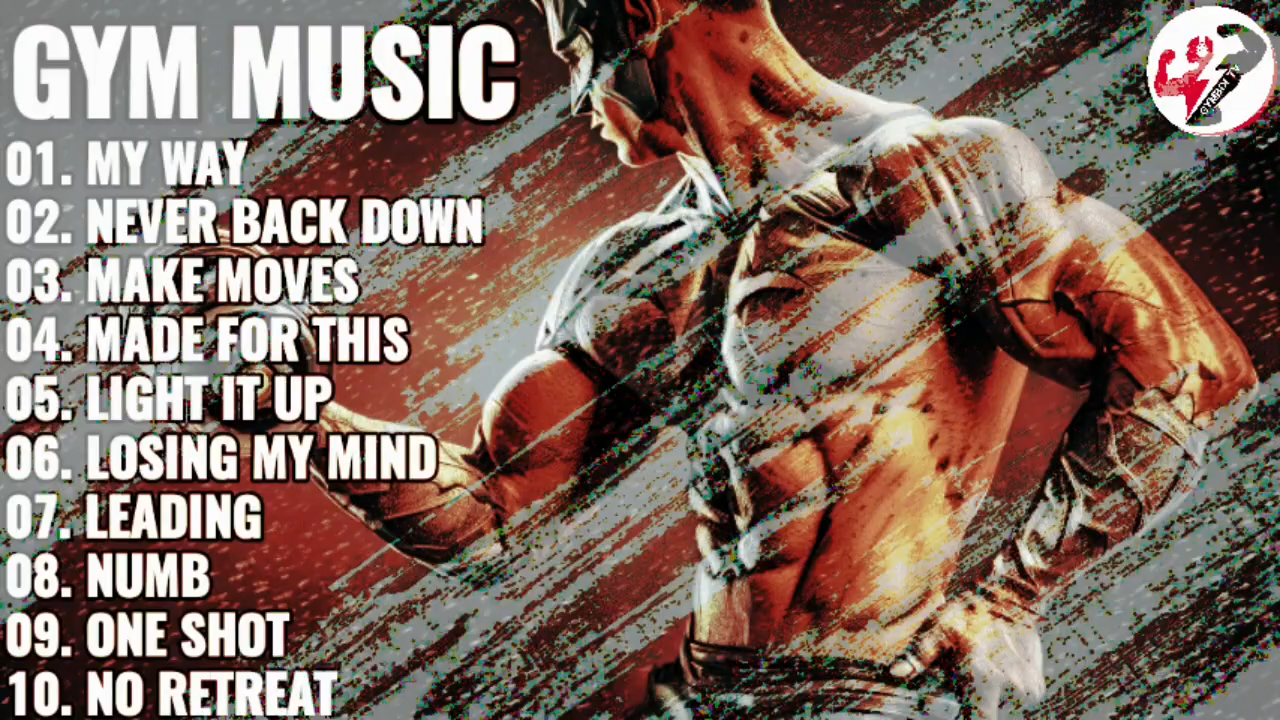 GYM MUSIC
01. MY WAY
02. NEVER BACK DOWN
03. MAKE MOVES
04. MADE FOR THIS
05. LIGHT IT UP
06. LOSING MY MIND
07. LEADING
08. NUMB
09. ONE SHOT
10. NO RETREAT